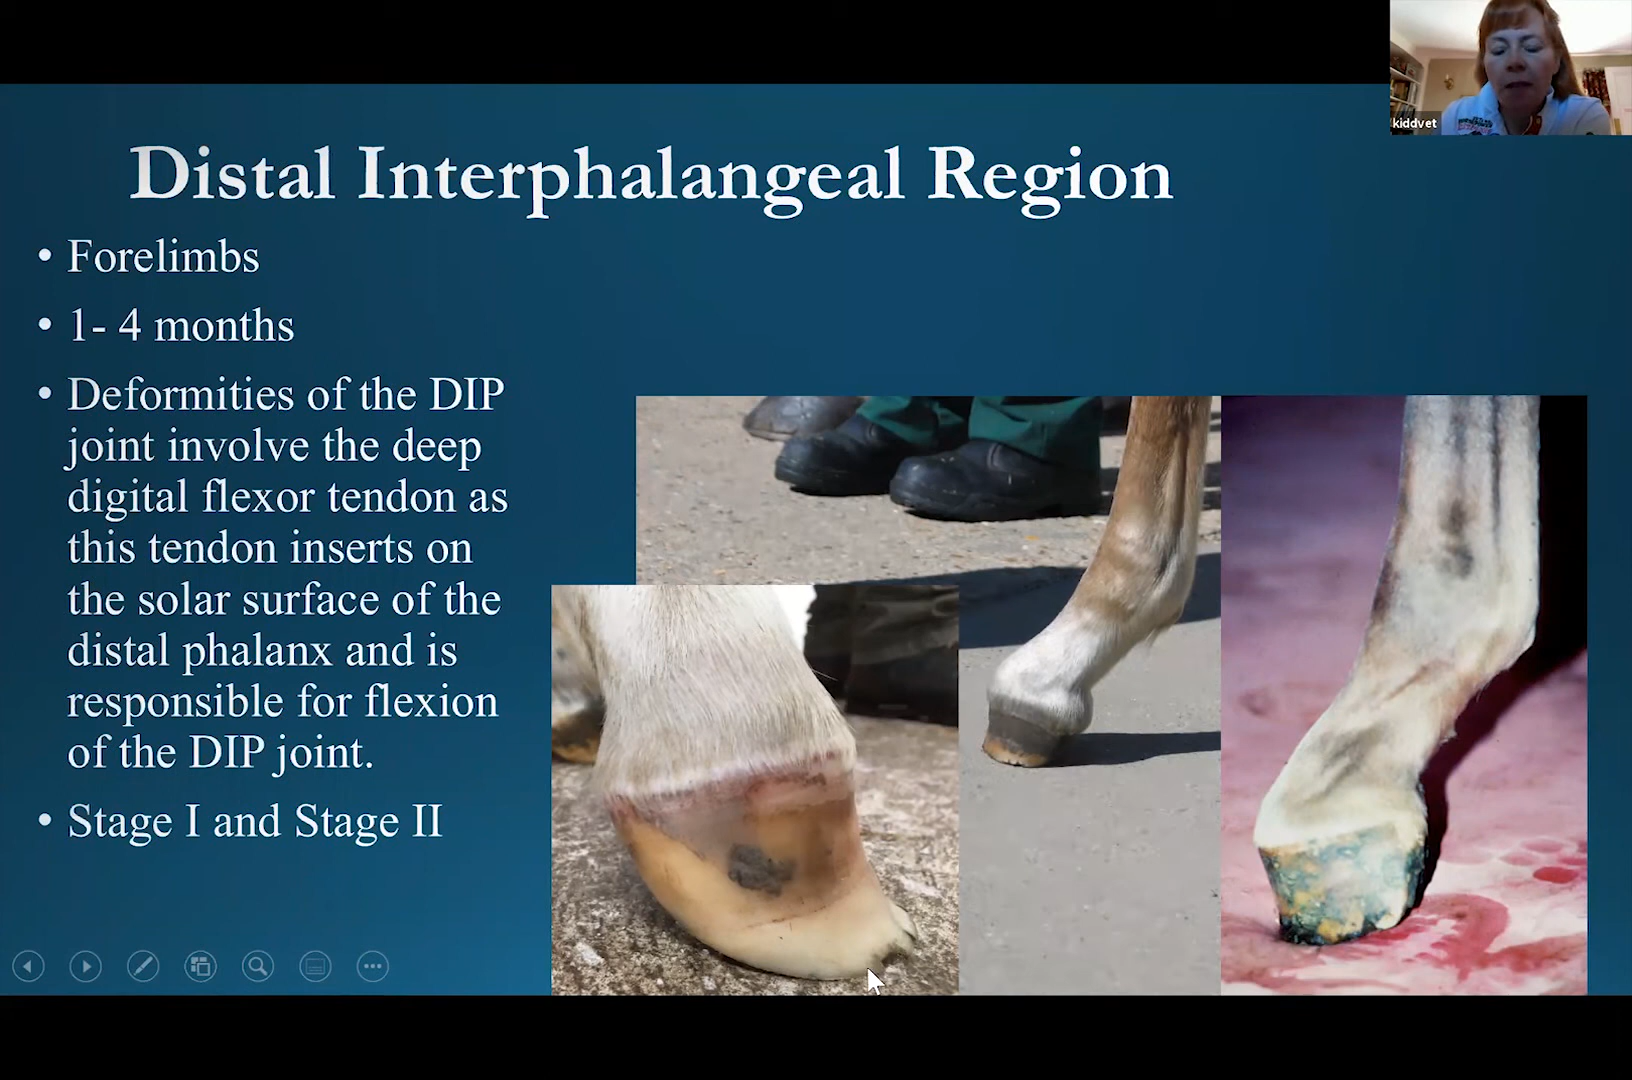 kiddvet
Distal Interphalangeal Region
• Forelimbs
• 1- 4 months
• Deformities of the DIP
joint involve the deep
digital flexor tendon as
this tendon inserts on
the solar surface of the
distal phalanx and is
responsible for flexion
of the DIP joint.
• Stage I and Stage II